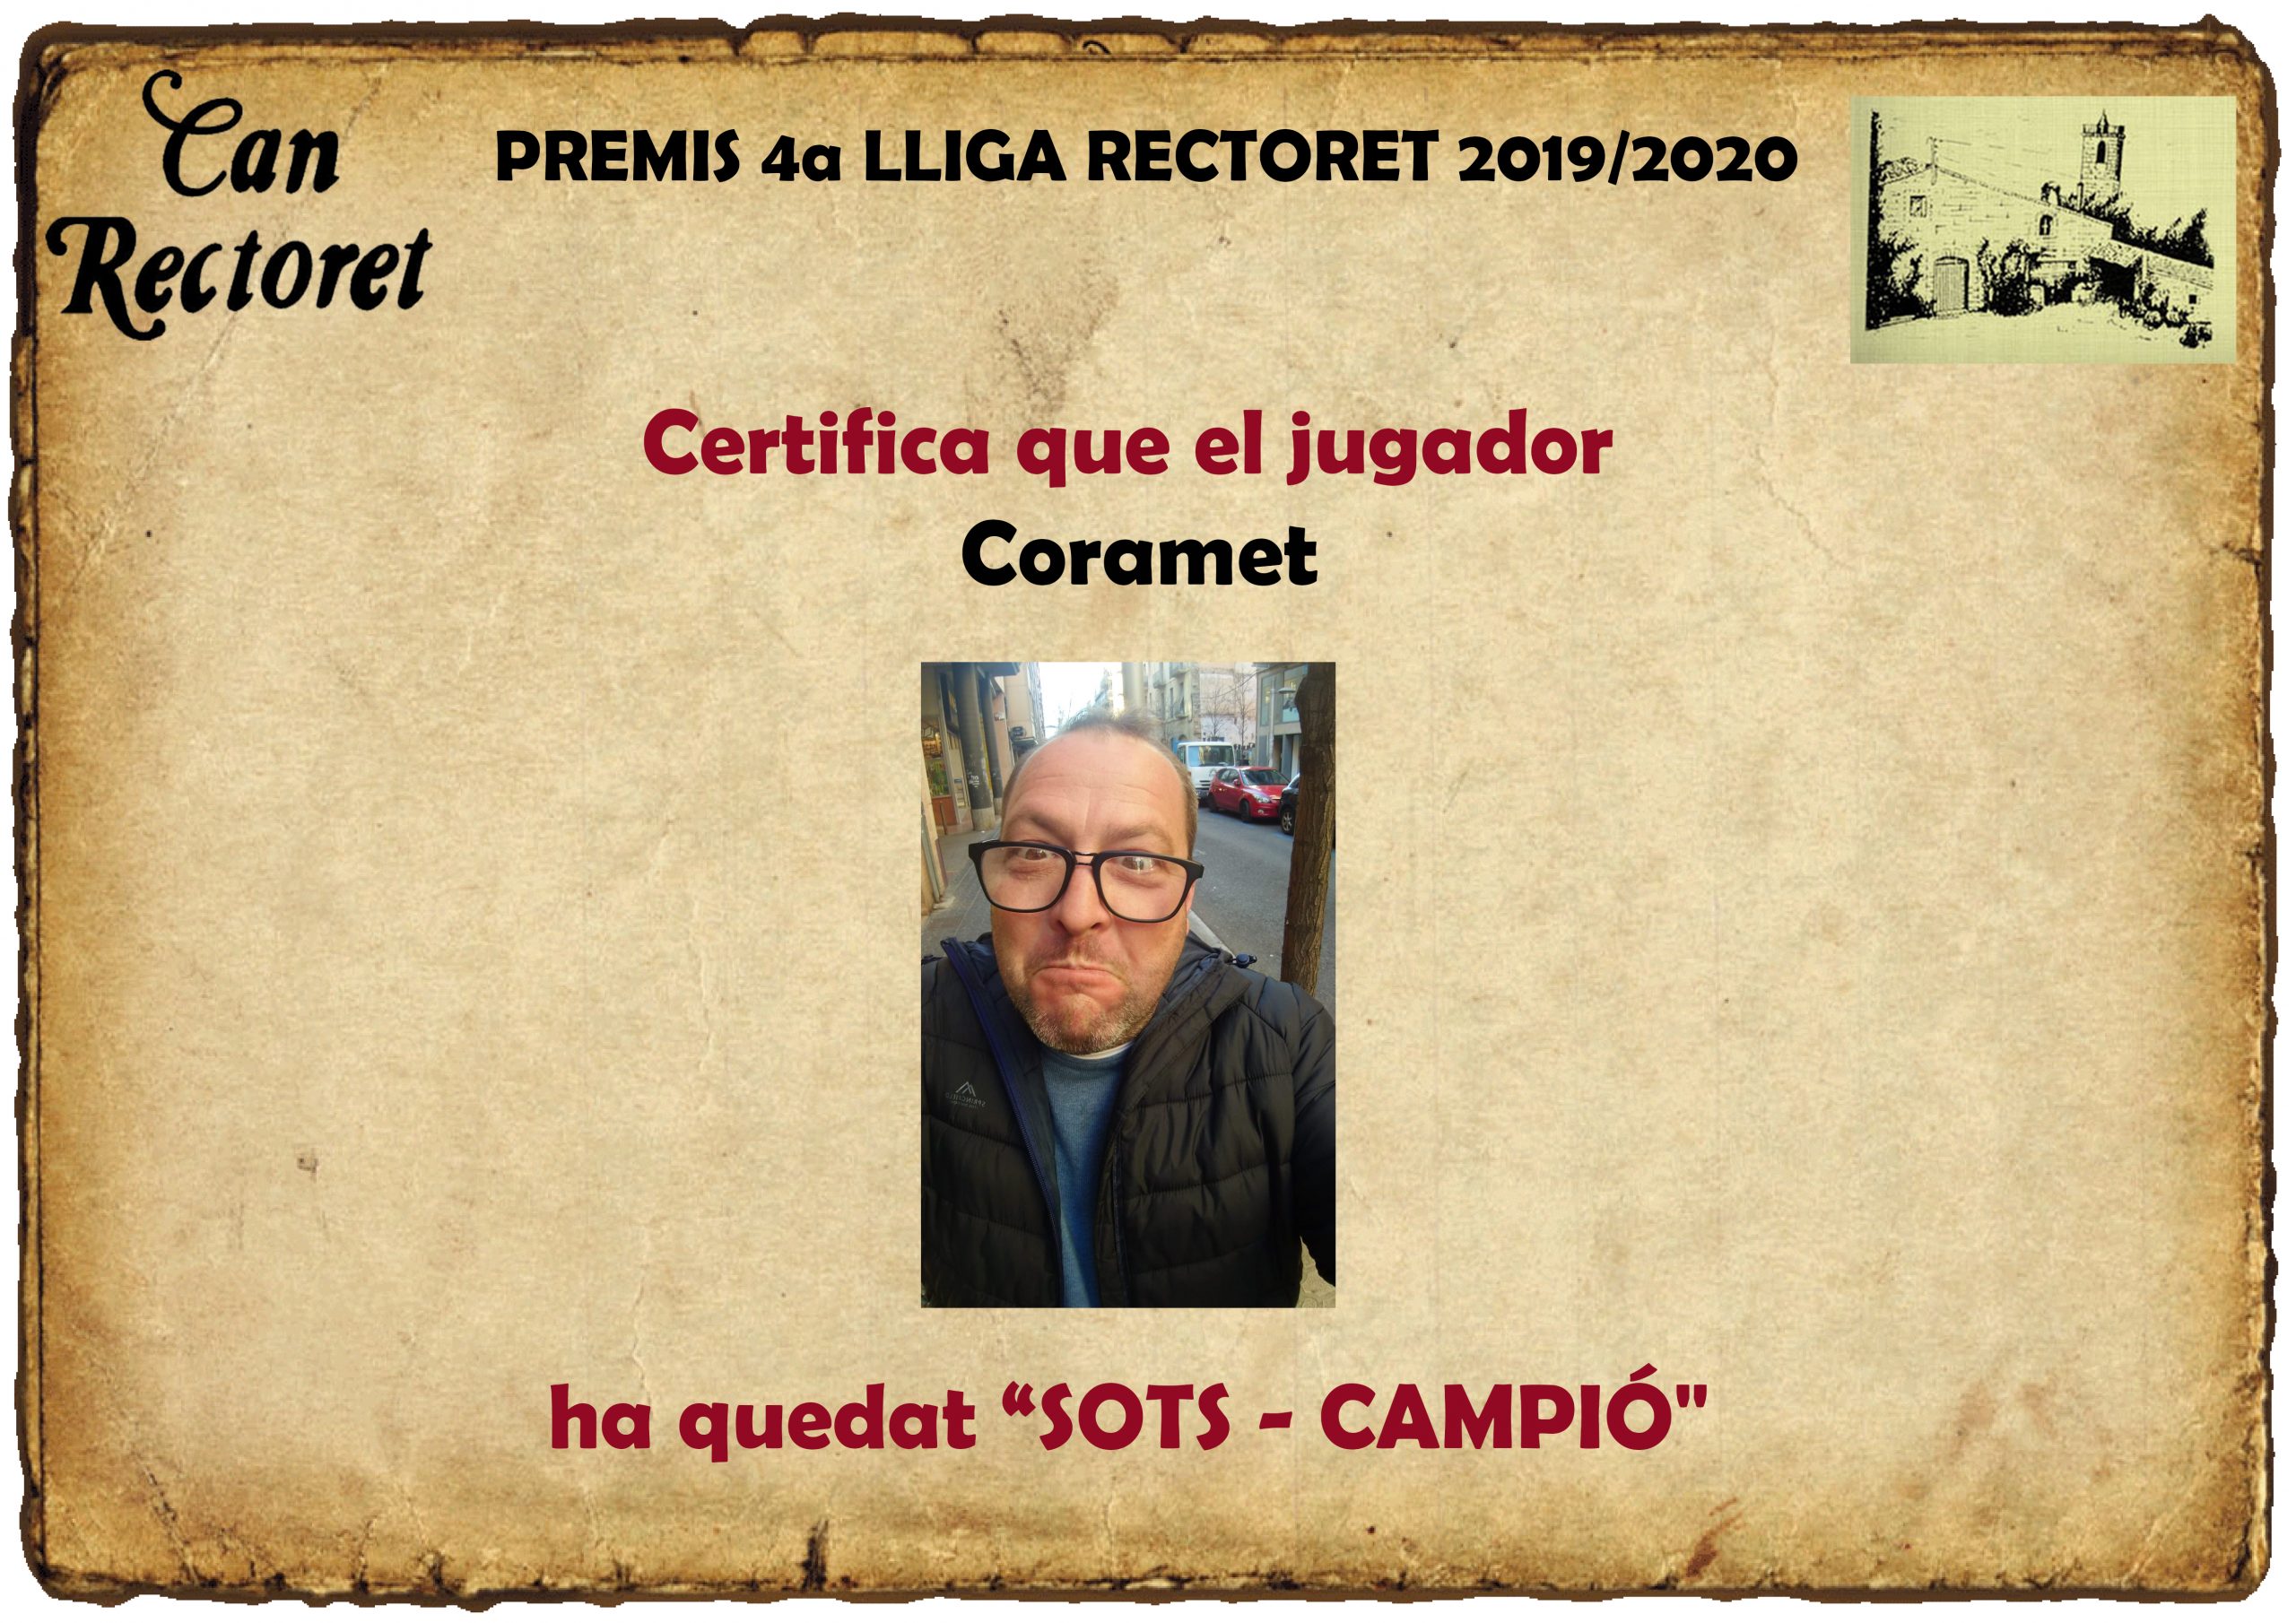 Can
Rectoret
PREMIS 4a LLIGA RECTORET 2019/2020
Certifica que el jugador
Coramet
ha quedat “SOTS - CAMPIÓ"